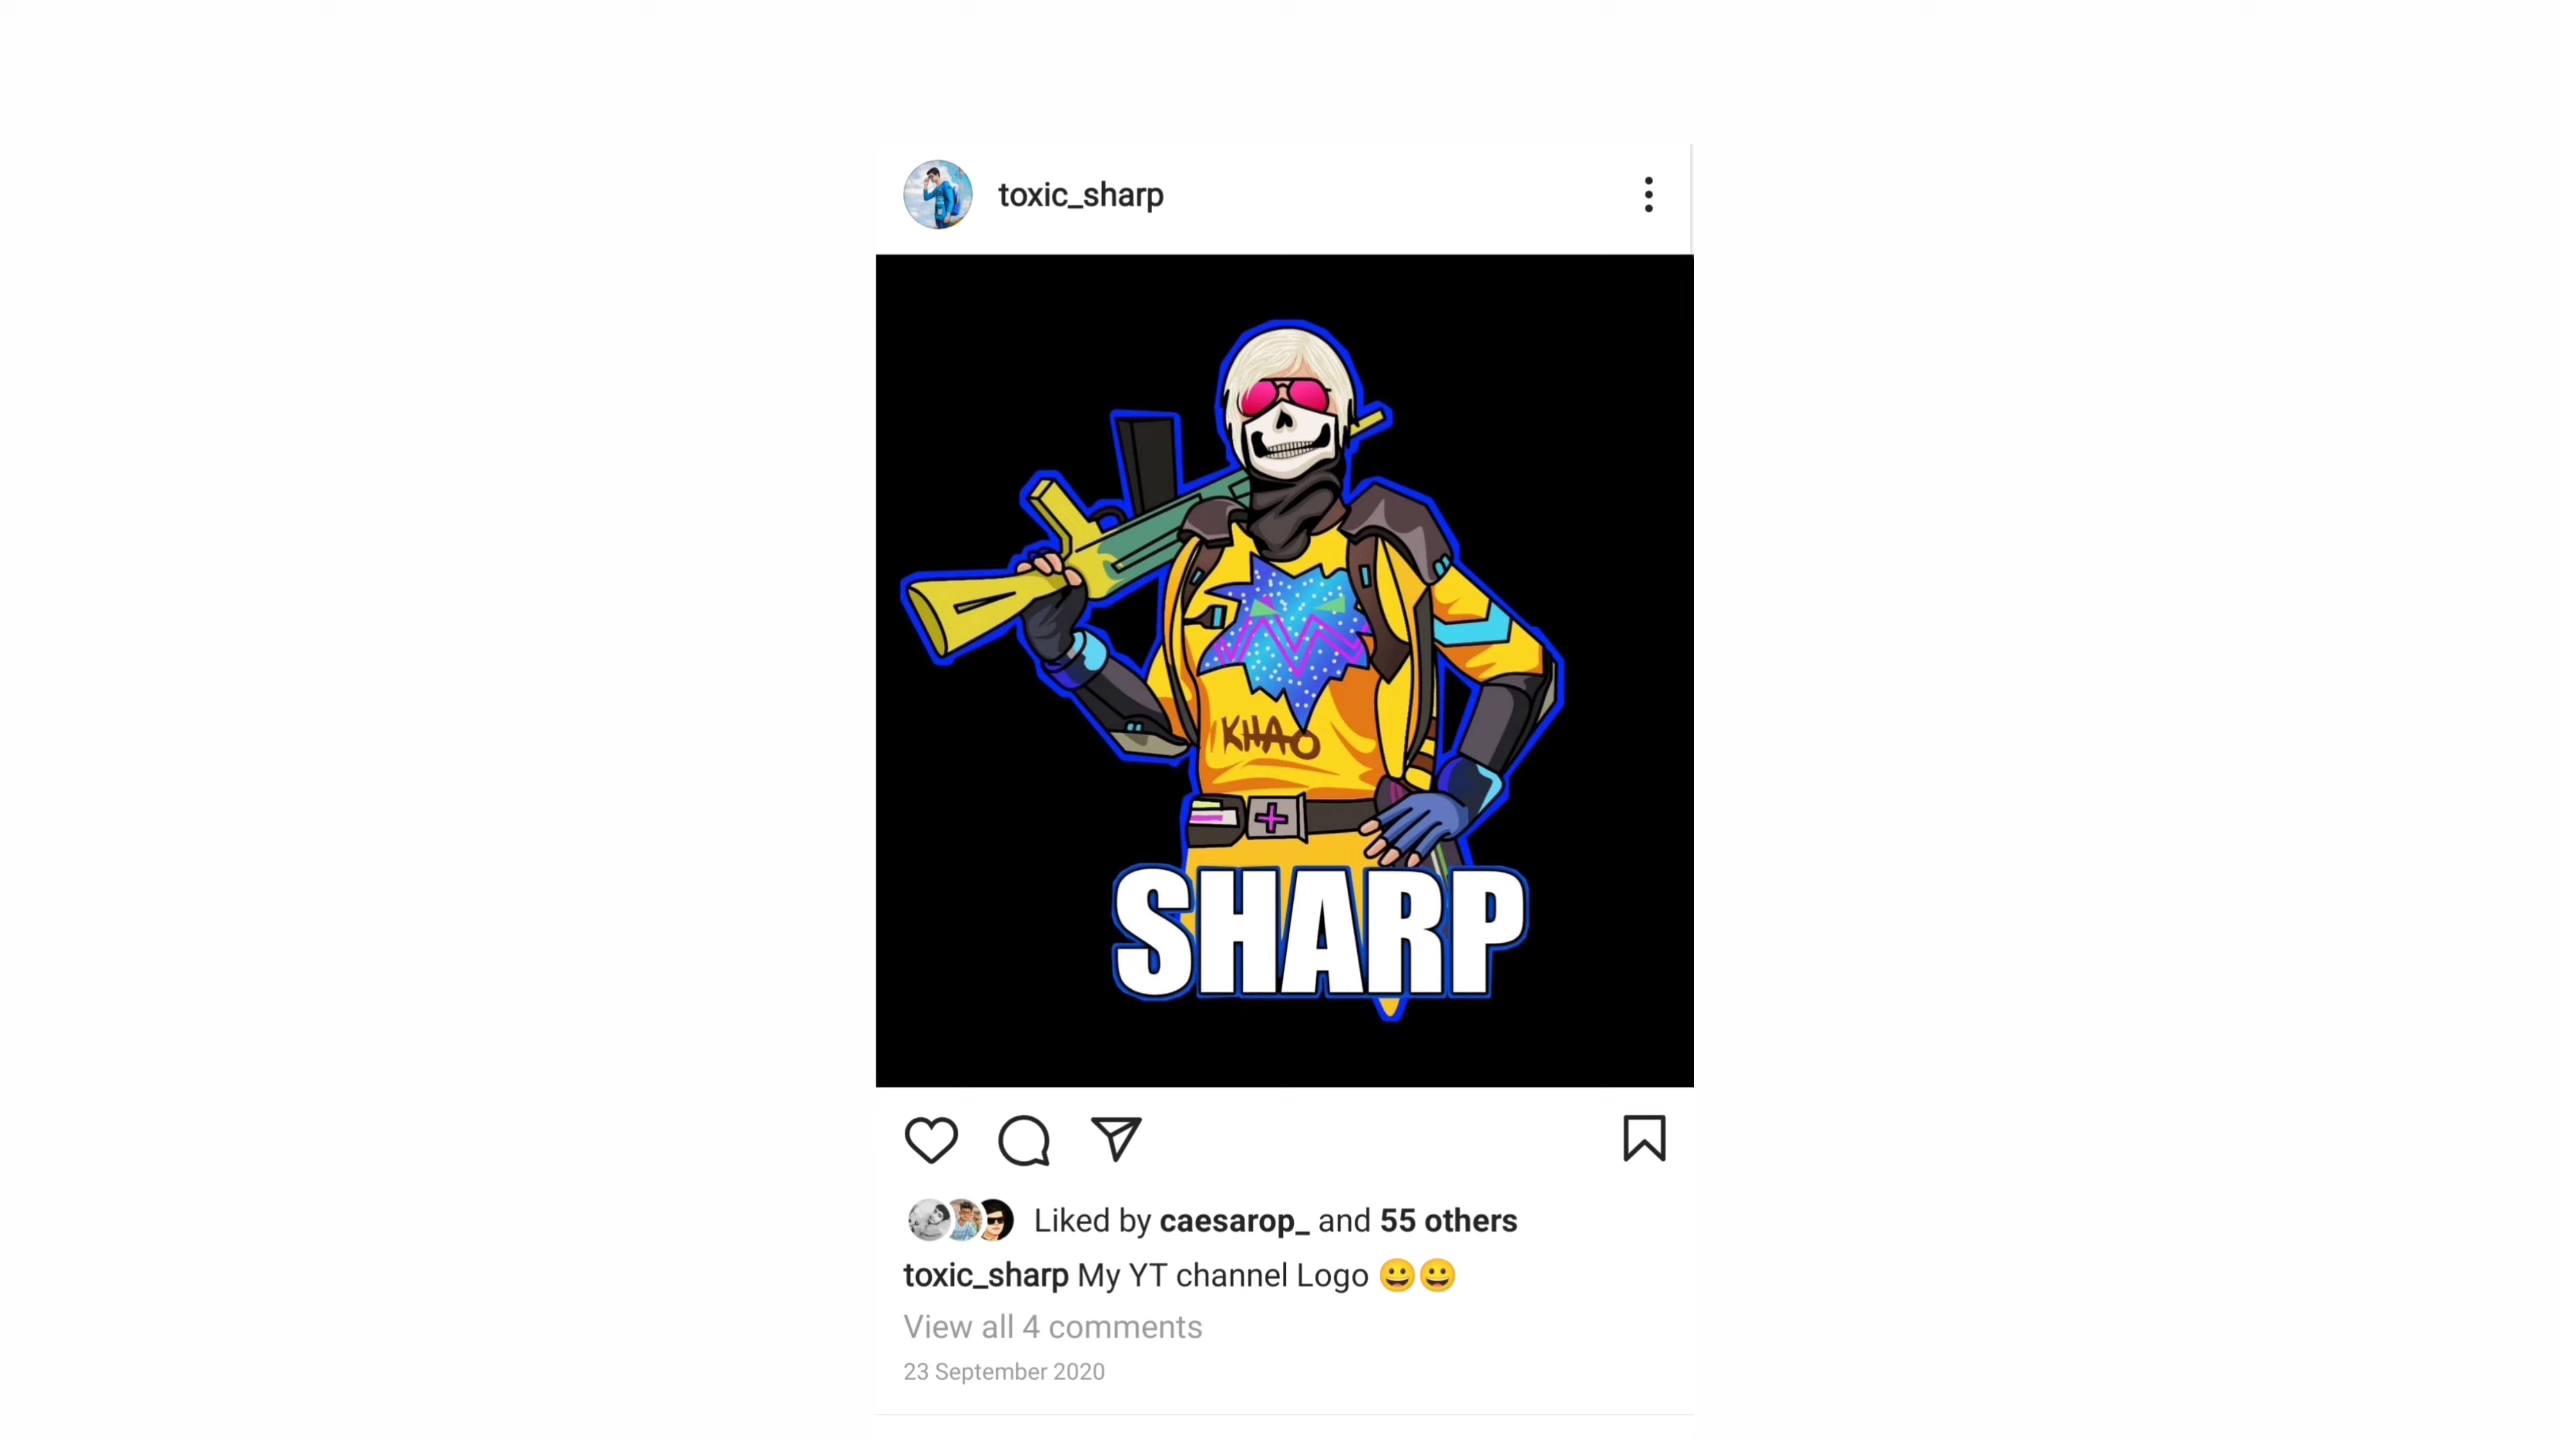 toxic_sharp
KHAO
SHARP
Liked by caesarop_ and 55 others
toxic_sharp My YT channel Logo 😀😀
View all 4 comments
23 September 2020